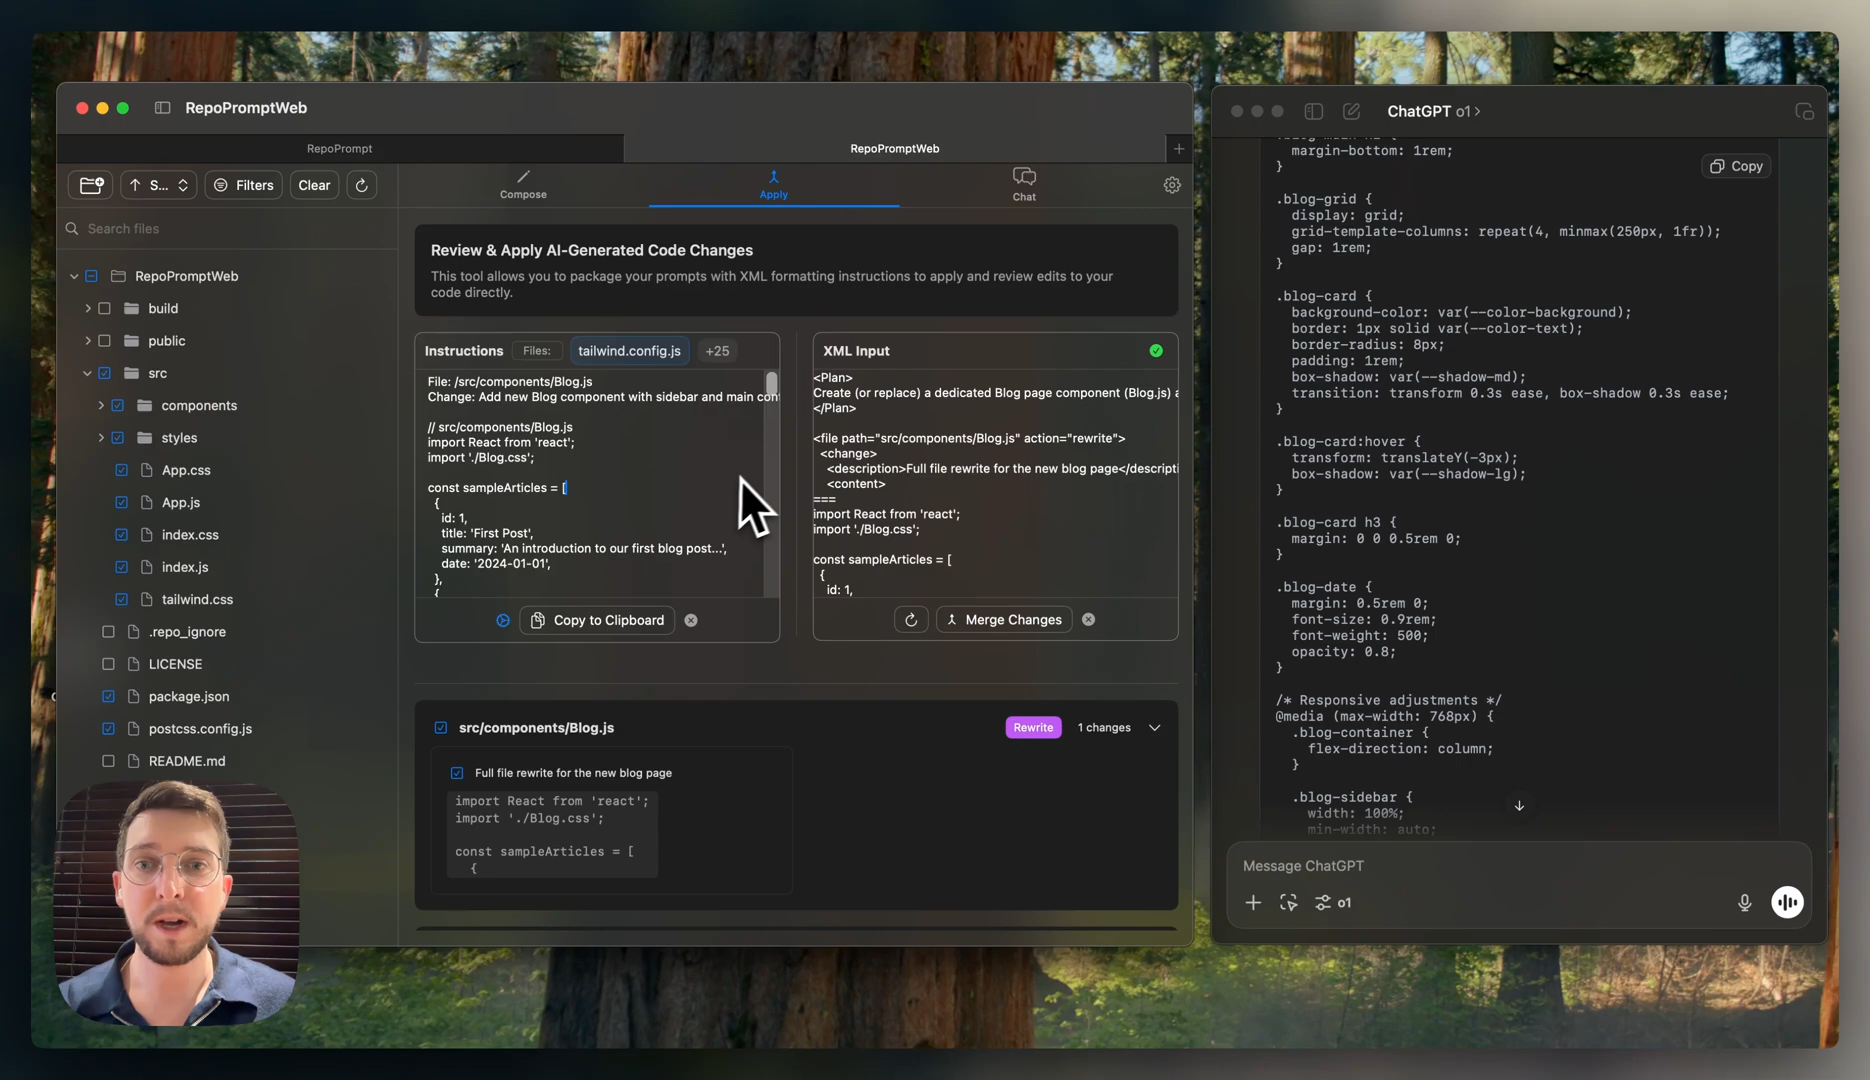 RepoPromptWeb
RepoPrompt
RepoPromptWeb
S...
Filters
Clear
Search files
RepoPromptWeb
build
public
src
components
styles
App.css
App.js
index.css
index.js
tailwind.css
.repo_ignore
LICENSE
package.json
postcss.config.js
README.md
Compose
Apply
Chat
Review & Apply AI-Generated Code Changes
This tool allows you to package your prompts with XML formatting instructions to apply and review edits to your
code directly.
Instructions Files: tailwind.config.js +25
File: /src/components/Blog.js
Change: Add new Blog component with sidebar and main con
// src/components/Blog.js
import React from 'react';
import './Blog.css';
const sampleArticles = [
{
id: 1,
title: 'First Post',
summary: 'An introduction to our first blog post...',
date: '2024-01-01',
},
{
Copy to Clipboard
XML Input
<Plan>
Create (or replace) a dedicated Blog page component (Blog.js) a
</Plan>
<file path="src/components/Blog.js" action="rewrite">
<change>
<description>Full file rewrite for the new blog page</descripti
<content>
===
import React from 'react';
import './Blog.css';
const sampleArticles = [
{
id: 1,
Merge Changes
src/components/Blog.js Rewrite 1 changes
Full file rewrite for the new blog page
import React from 'react';
import './Blog.css';
const sampleArticles = [
{
ChatGPT o1 >
Copy
margin-bottom: 1rem;
}
.blog-grid {
display: grid;
grid-template-columns: repeat(4, minmax(250px, 1fr));
gap: 1rem;
}
.blog-card {
background-color: var(--color-background);
border: 1px solid var(--color-text);
border-radius: 8px;
padding: 1rem;
box-shadow: var(--shadow-md);
transition: transform 0.3s ease, box-shadow 0.3s ease;
}
.blog-card:hover {
transform: translateY(-3px);
box-shadow: var(--shadow-lg);
}
.blog-card h3 {
margin: 0 0 0.5rem 0;
}
.blog-date {
margin: 0.5rem 0;
font-size: 0.9rem;
font-weight: 500;
opacity: 0.8;
}
/* Responsive adjustments */
@media (max-width: 768px) {
.blog-container {
flex-direction: column;
}
.blog-sidebar {
width: 100%;
min-width: auto;
Message ChatGPT
o1